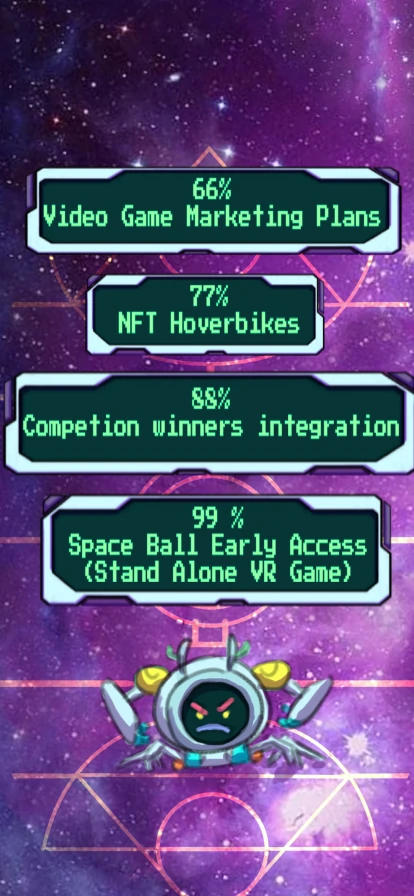 66%
Video Game Marketing Plans
77%
NFT Hoverbikes
88%
Competion winners integration
99 %
Space Ball Early Access
(Stand Alone VR Game)